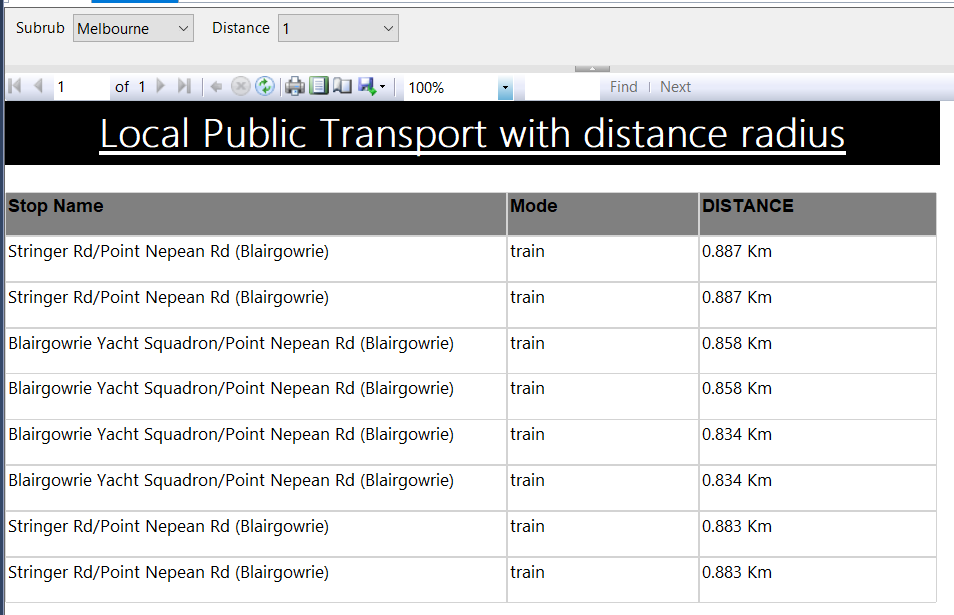 Subrub Melbourne Distance 1
1 of 1 100% Find Next
Local Public Transport with distance radius
Stop Name Mode DISTANCE
Stringer Rd/Point Nepean Rd (Blairgowrie) train 0.887 Km
Stringer Rd/Point Nepean Rd (Blairgowrie) train 0.887 Km
Blairgowrie Yacht Squadron/Point Nepean Rd (Blairgowrie) train 0.858 Km
Blairgowrie Yacht Squadron/Point Nepean Rd (Blairgowrie) train 0.858 Km
Blairgowrie Yacht Squadron/Point Nepean Rd (Blairgowrie) train 0.834 Km
Blairgowrie Yacht Squadron/Point Nepean Rd (Blairgowrie) train 0.834 Km
Stringer Rd/Point Nepean Rd (Blairgowrie) train 0.883 Km
Stringer Rd/Point Nepean Rd (Blairgowrie) train 0.883 Km